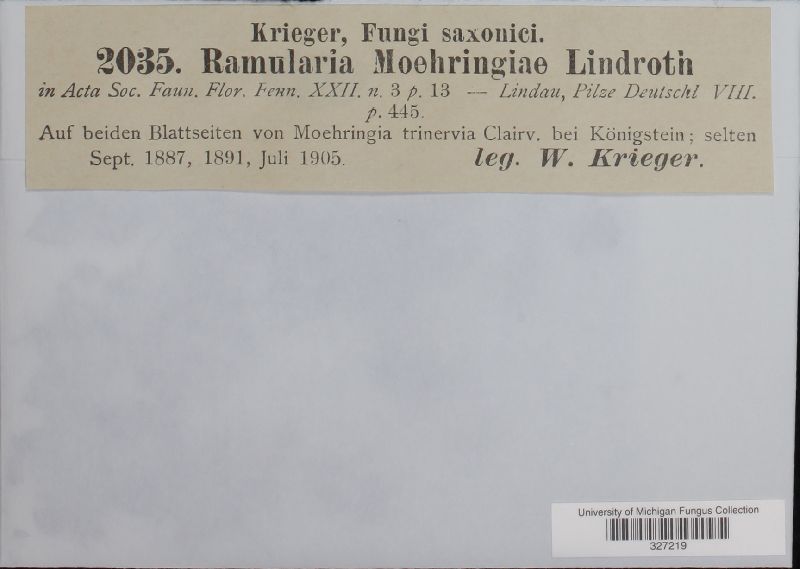 Krieger, Fungi saxonici.
2035. Ramularia Moehringiae Lindroth
in Acta Soc. Faun. Flor. Fenn. XXII. n. 3 p. 13 — Lindau, Pilze Deutschl VIII.
p. 445.
Auf beiden Blattseiten von Moehringia trinervia Clairv. bei Königstein; selten
Sept. 1887, 1891, Juli 1905. leg. W. Krieger.
University of Michigan Fungus Collection
327219